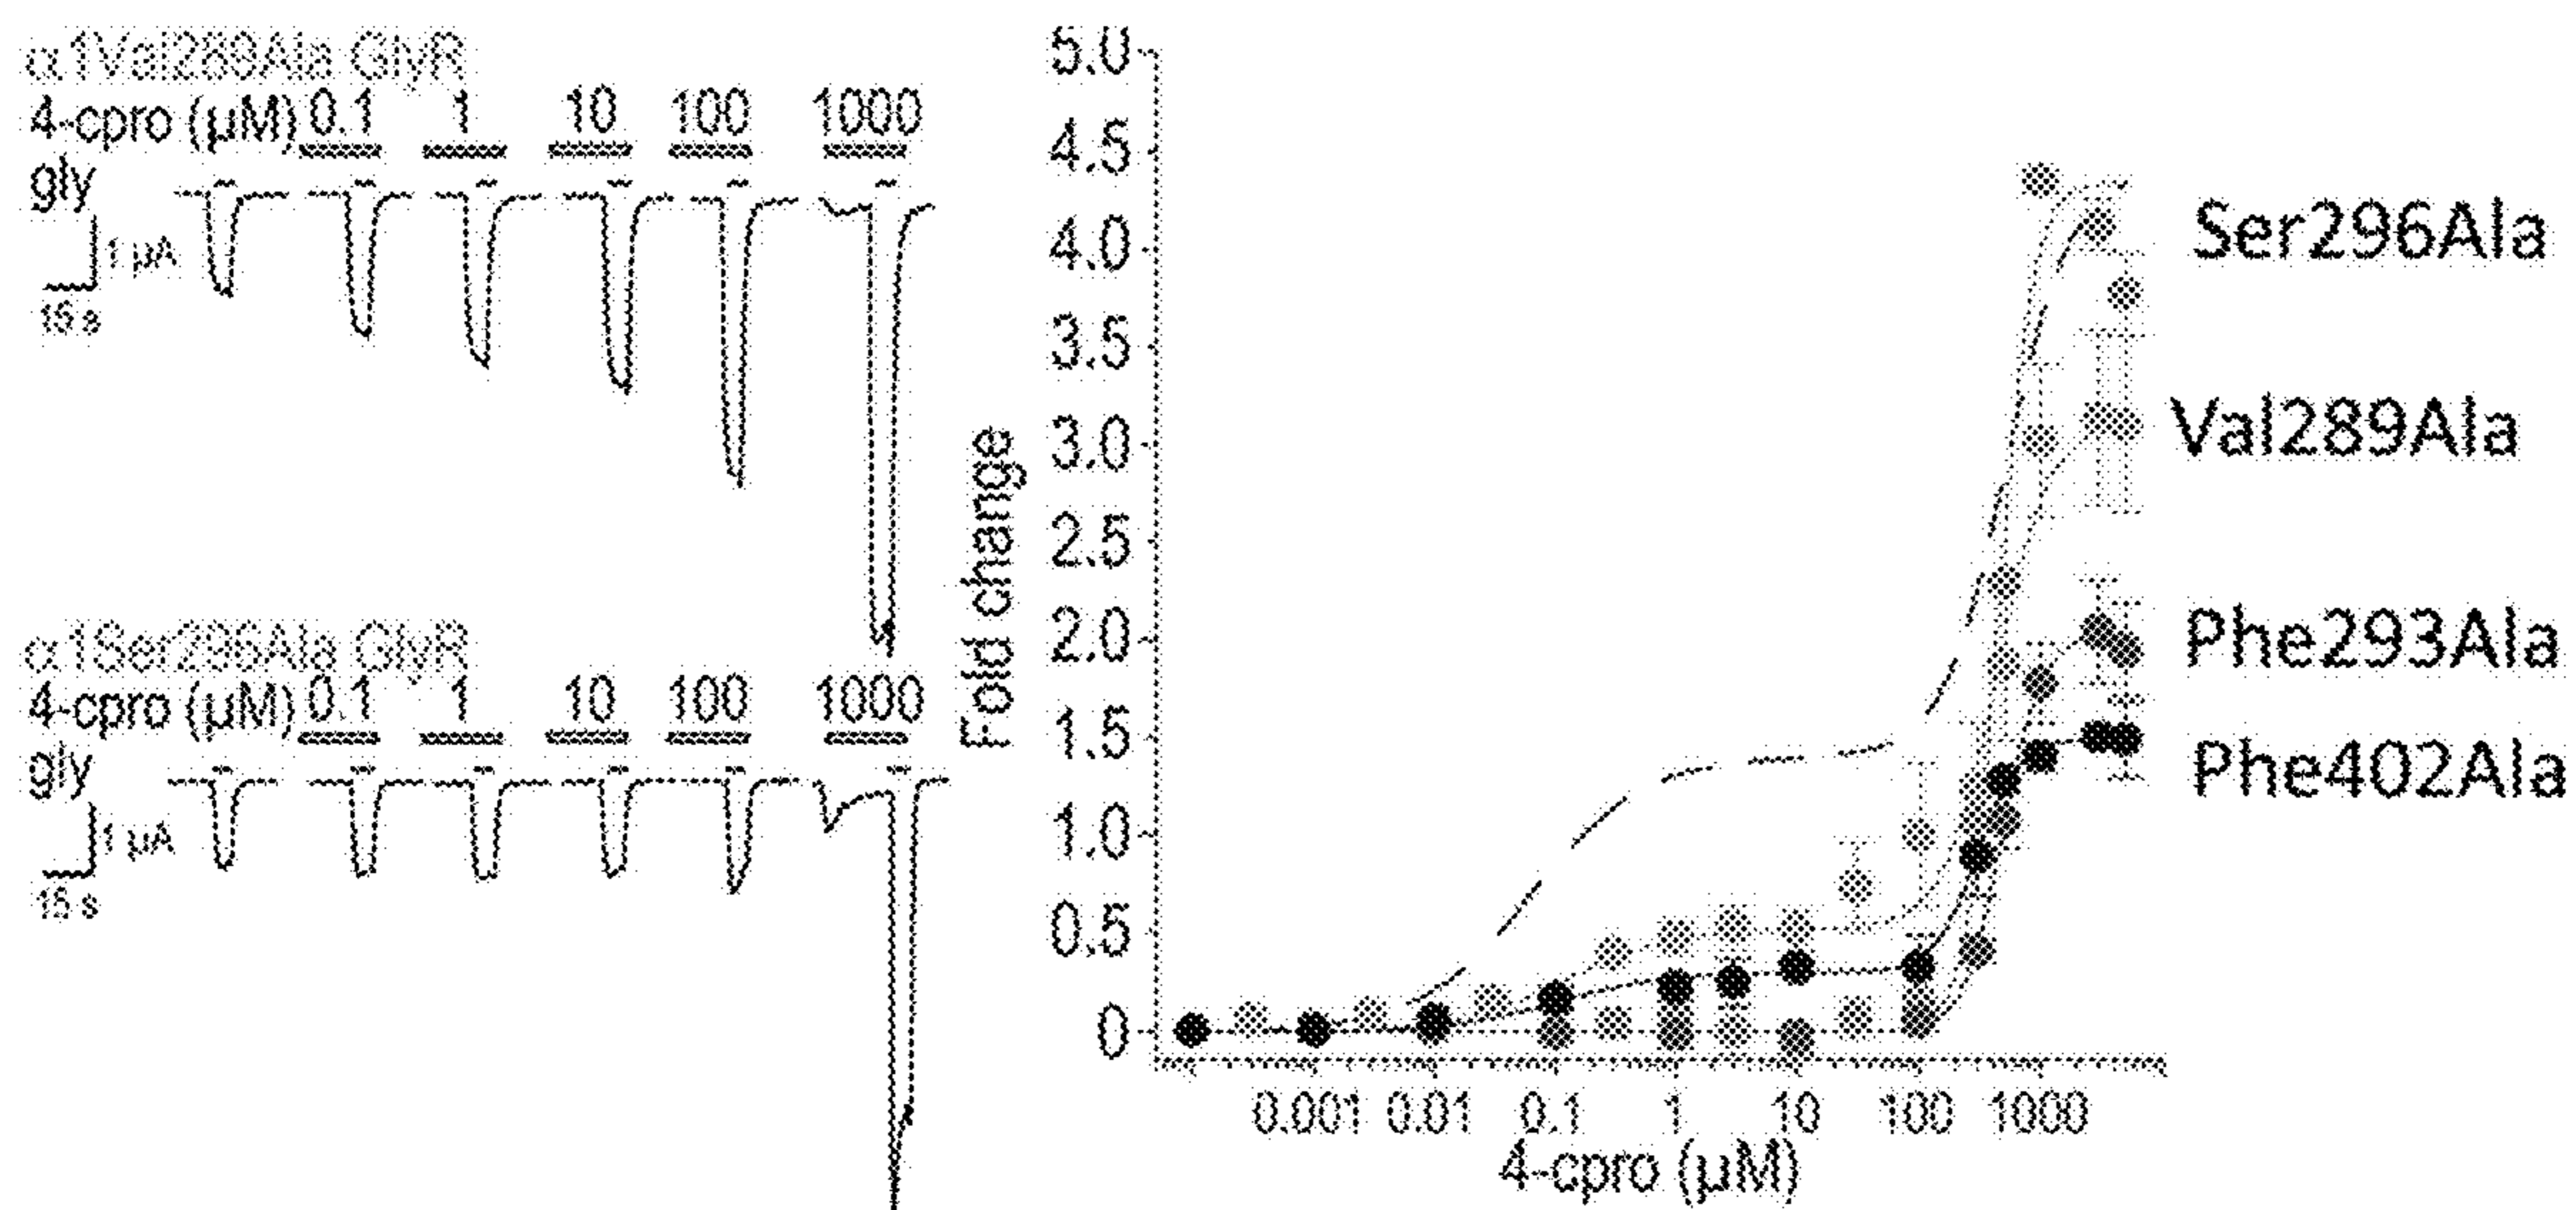 α1Val289Ala GlyR
4-cpro (µM) 0.1 1 10 100 1000
gly
1 µA
15 s
α1Ser296Ala GlyR
4-cpro (µM) 0.1 1 10 100 1000
gly
1 µA
15 s
Fold change
5.0
4.5
4.0
3.5
3.0
2.5
2.0
1.5
1.0
0.5
0
0.001 0.01 0.1 1 10 100 1000
4-cpro (µM)
Ser296Ala
Val289Ala
Phe293Ala
Phe402Ala